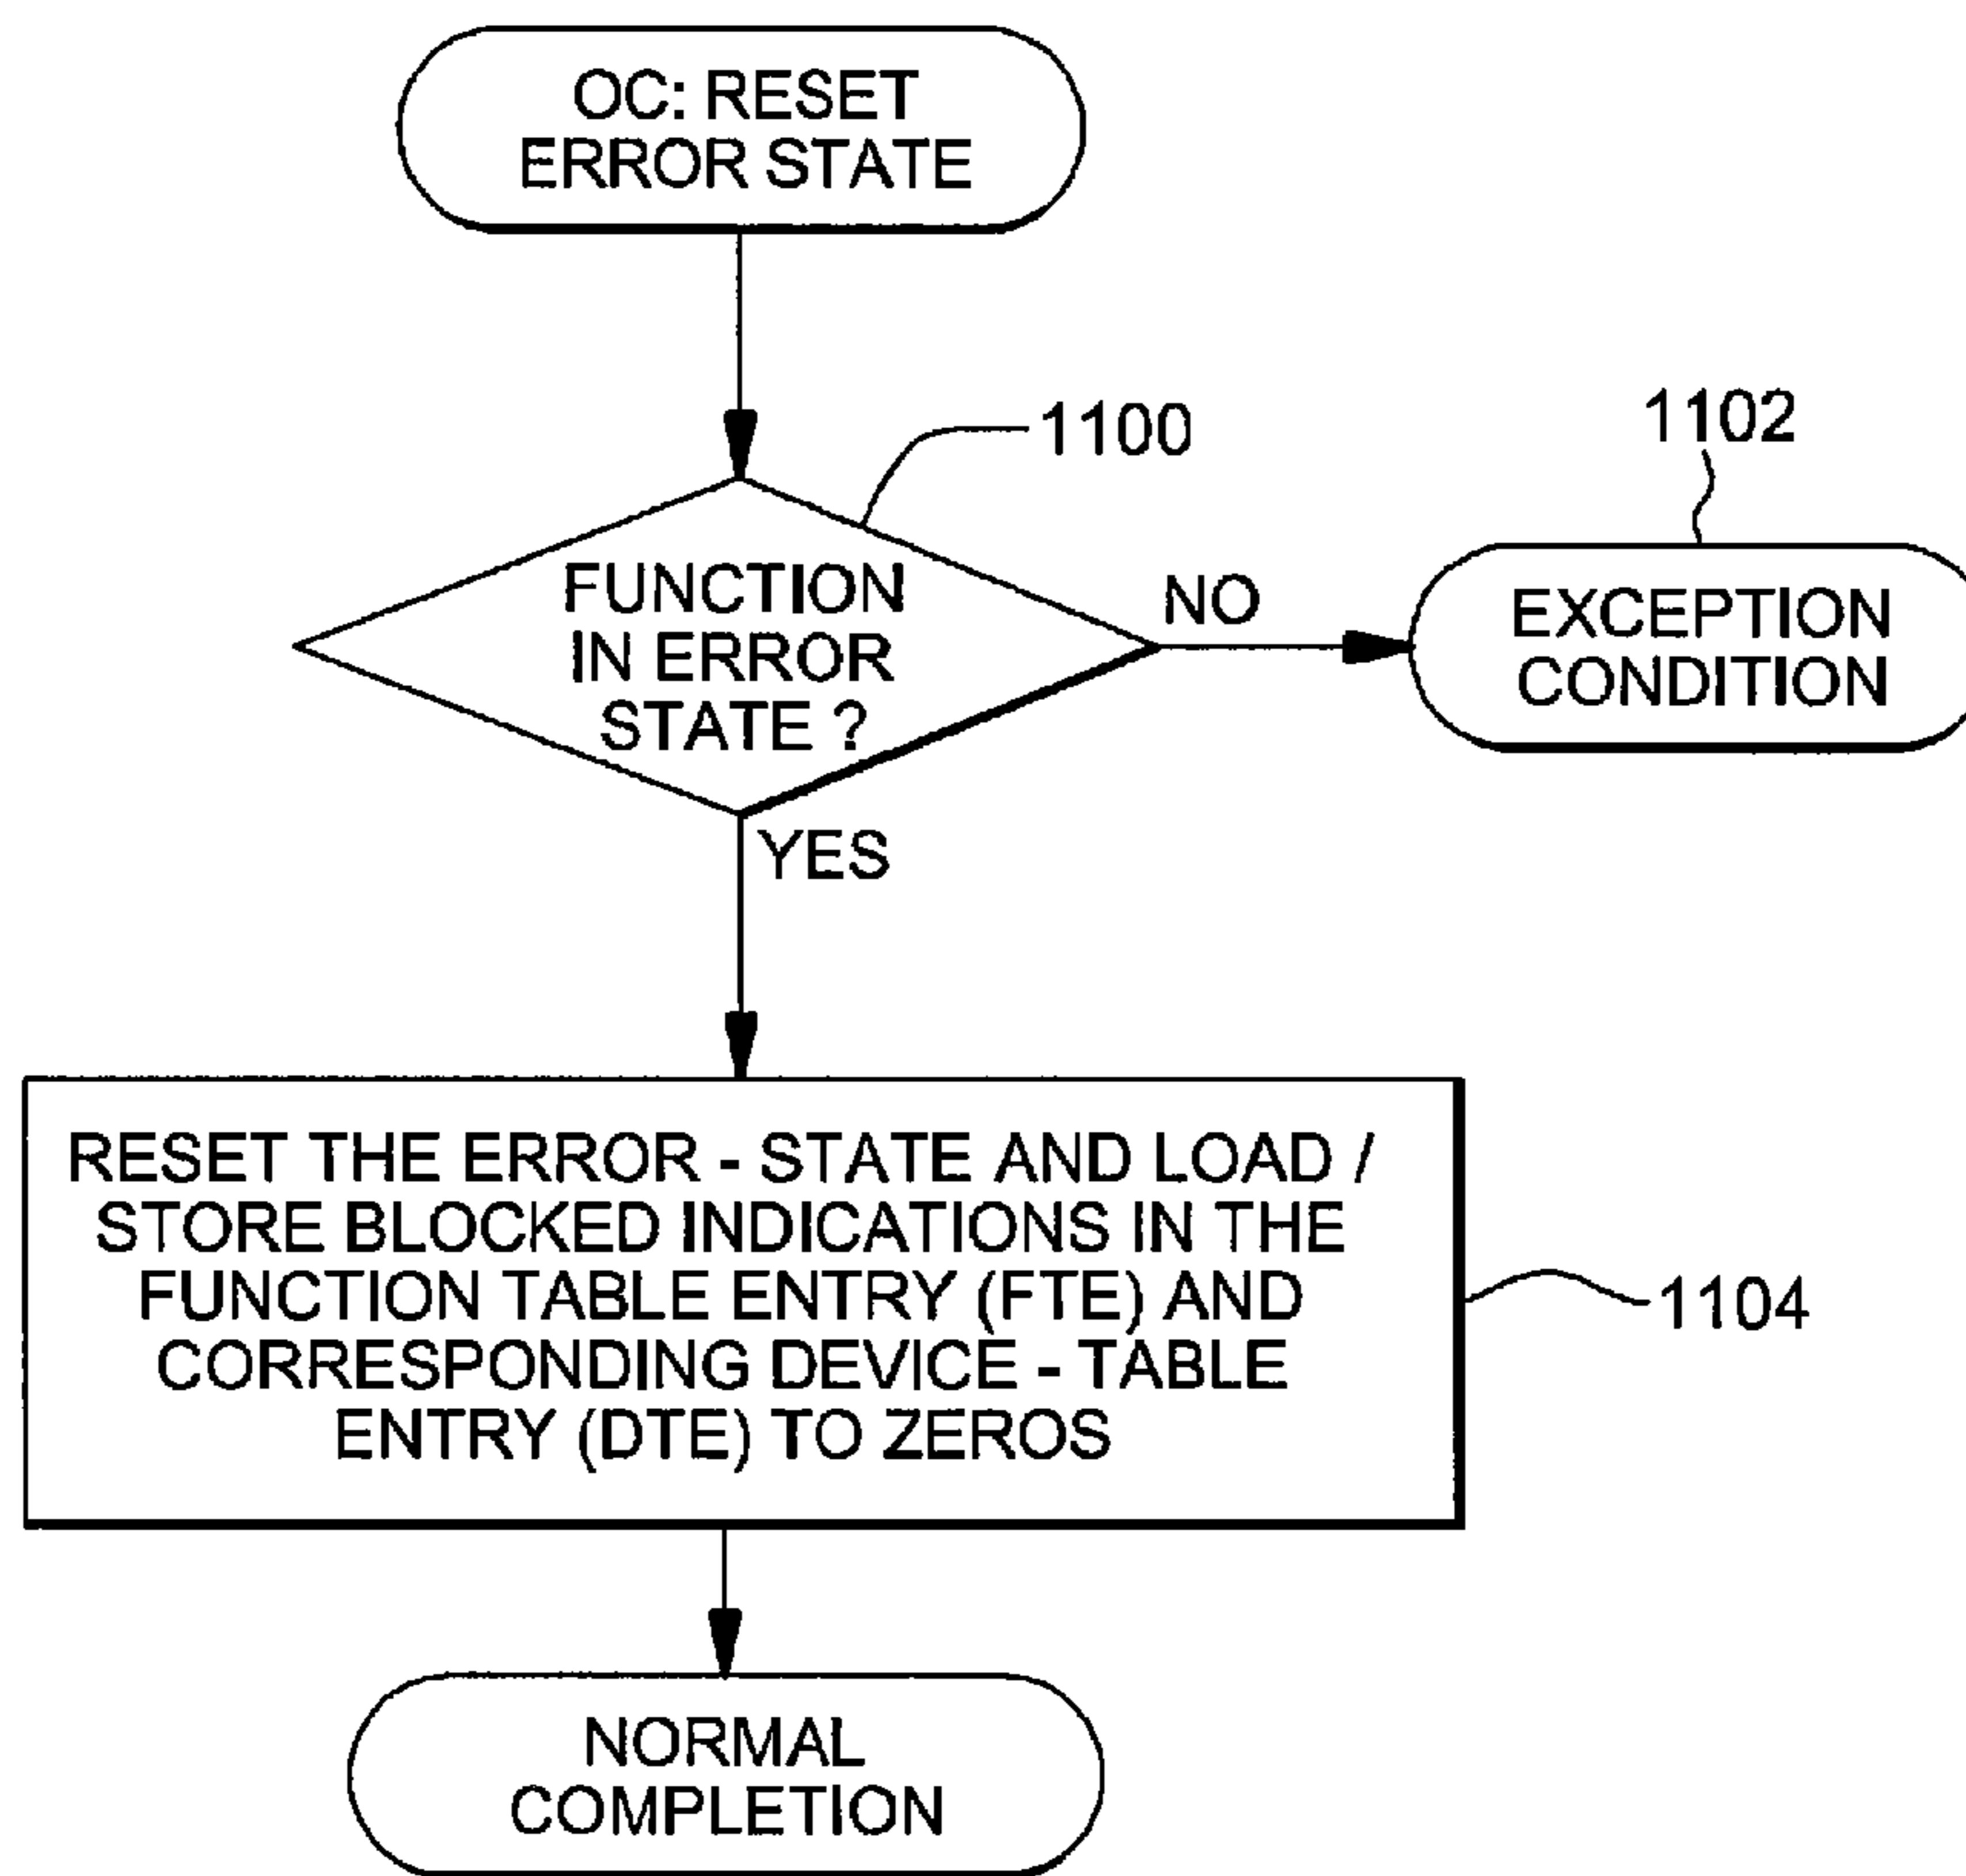 OC: RESET
ERROR STATE
1100
1102
FUNCTION
IN ERROR
STATE ?
NO
EXCEPTION
CONDITION
YES
RESET THE ERROR - STATE AND LOAD /
STORE BLOCKED INDICATIONS IN THE
FUNCTION TABLE ENTRY (FTE) AND
CORRESPONDING DEVICE - TABLE
ENTRY (DTE) TO ZEROS
1104
NORMAL
COMPLETION